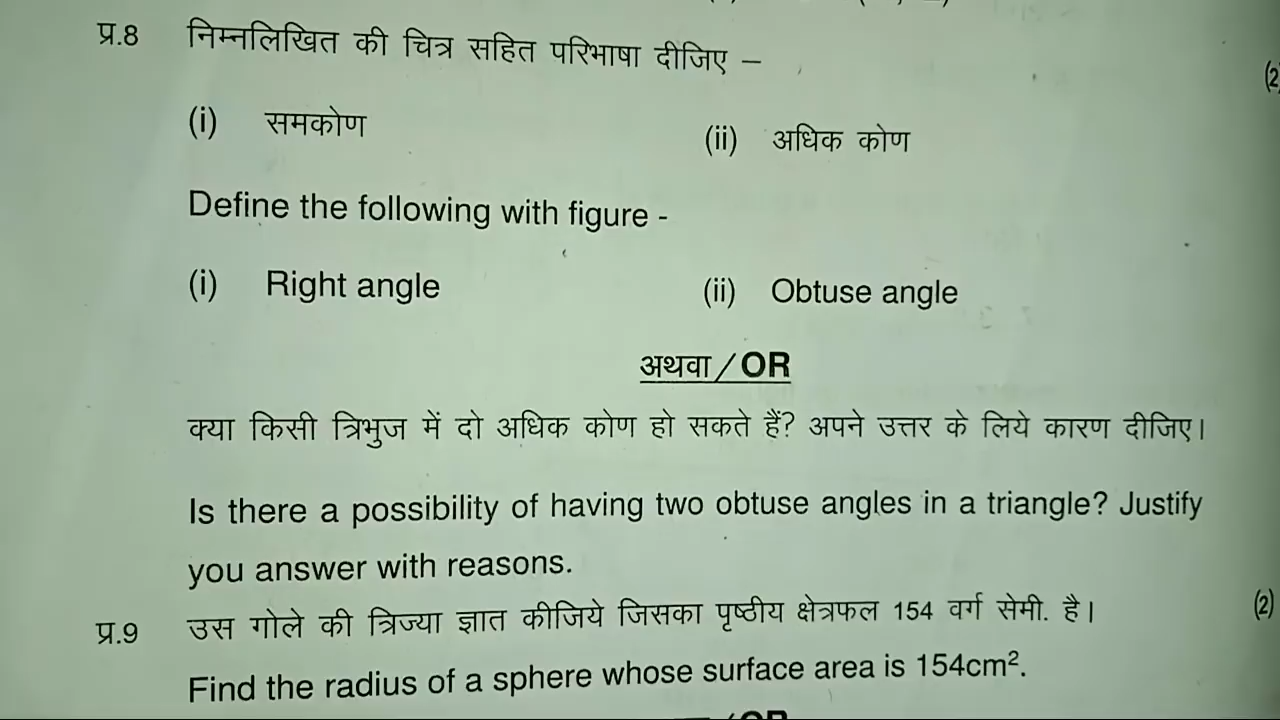 प्र.8 निम्नलिखित की चित्र सहित परिभाषा दीजिए –
(2)
(i) समकोण (ii) अधिक कोण
Define the following with figure -
(i) Right angle (ii) Obtuse angle
अथवा / OR
क्या किसी त्रिभुज में दो अधिक कोण हो सकते हैं? अपने उत्तर के लिये कारण दीजिए।
Is there a possibility of having two obtuse angles in a triangle? Justify
you answer with reasons.
प्र.9 उस गोले की त्रिज्या ज्ञात कीजिये जिसका पृष्ठीय क्षेत्रफल 154 वर्ग सेमी. है। (2)
Find the radius of a sphere whose surface area is 154cm².
/OR